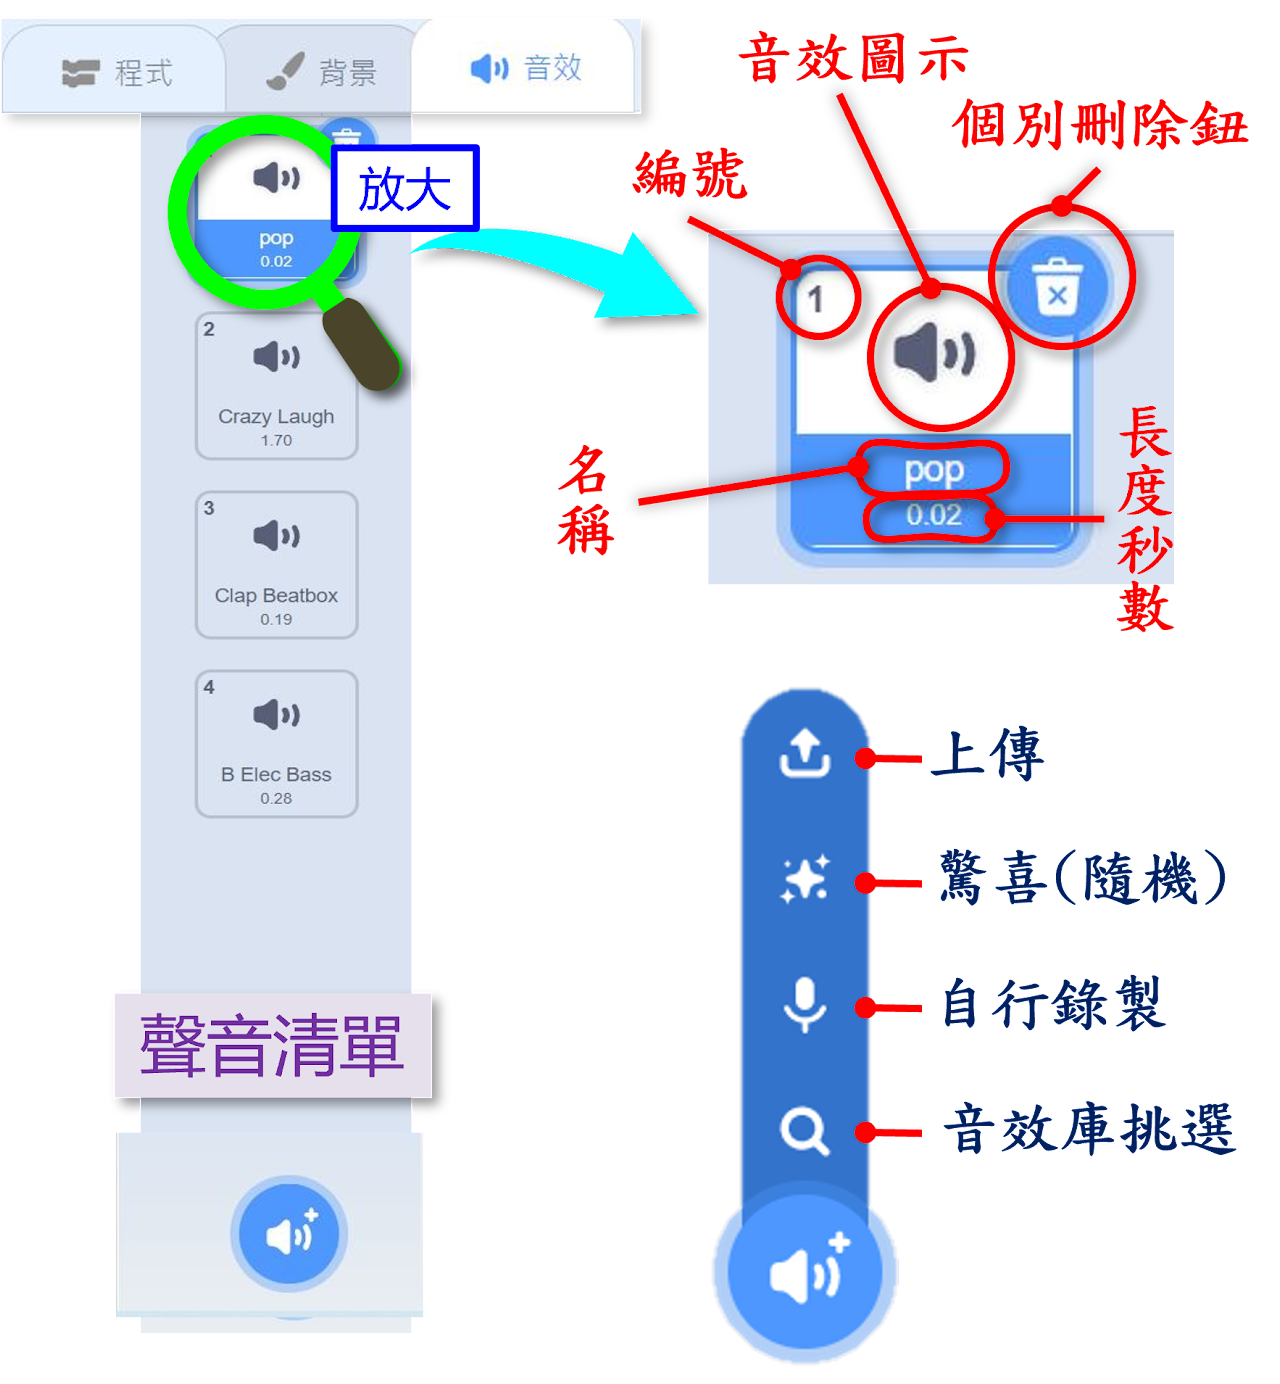 程式
背景
音效
放大
pop
0.02
2
Crazy Laugh
1.70
3
Clap Beatbox
0.19
4
B Elec Bass
0.28
聲音清單
音效圖示
個別刪除鈕
編號
1
名稱
pop
0.02
長度秒數
上傳
驚喜(隨機)
自行錄製
音效庫挑選